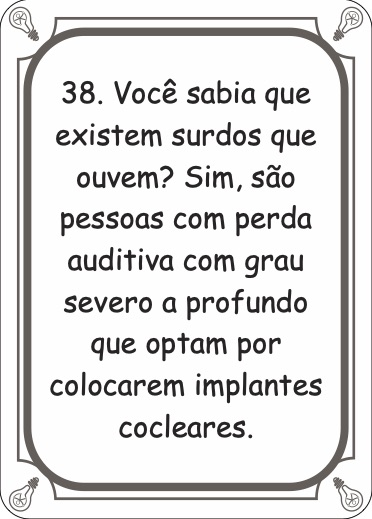 38. Você sabia que
existem surdos que
ouvem? Sim, são
pessoas com perda
auditiva com grau
severo a profundo
que optam por
colocarem implantes
cocleares.